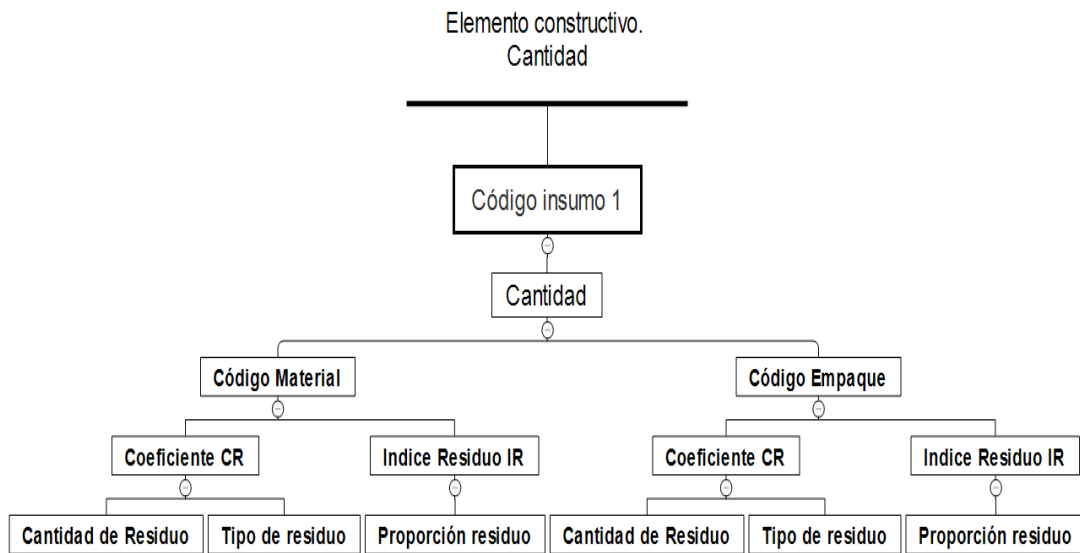 Elemento constructivo.
Cantidad
Código insumo 1
Cantidad
Código Material
Código Empaque
Coeficiente CR
Indice Residuo IR
Coeficiente CR
Indice Residuo IR
Cantidad de Residuo
Tipo de residuo
Proporción residuo
Cantidad de Residuo
Tipo de residuo
Proporción residuo